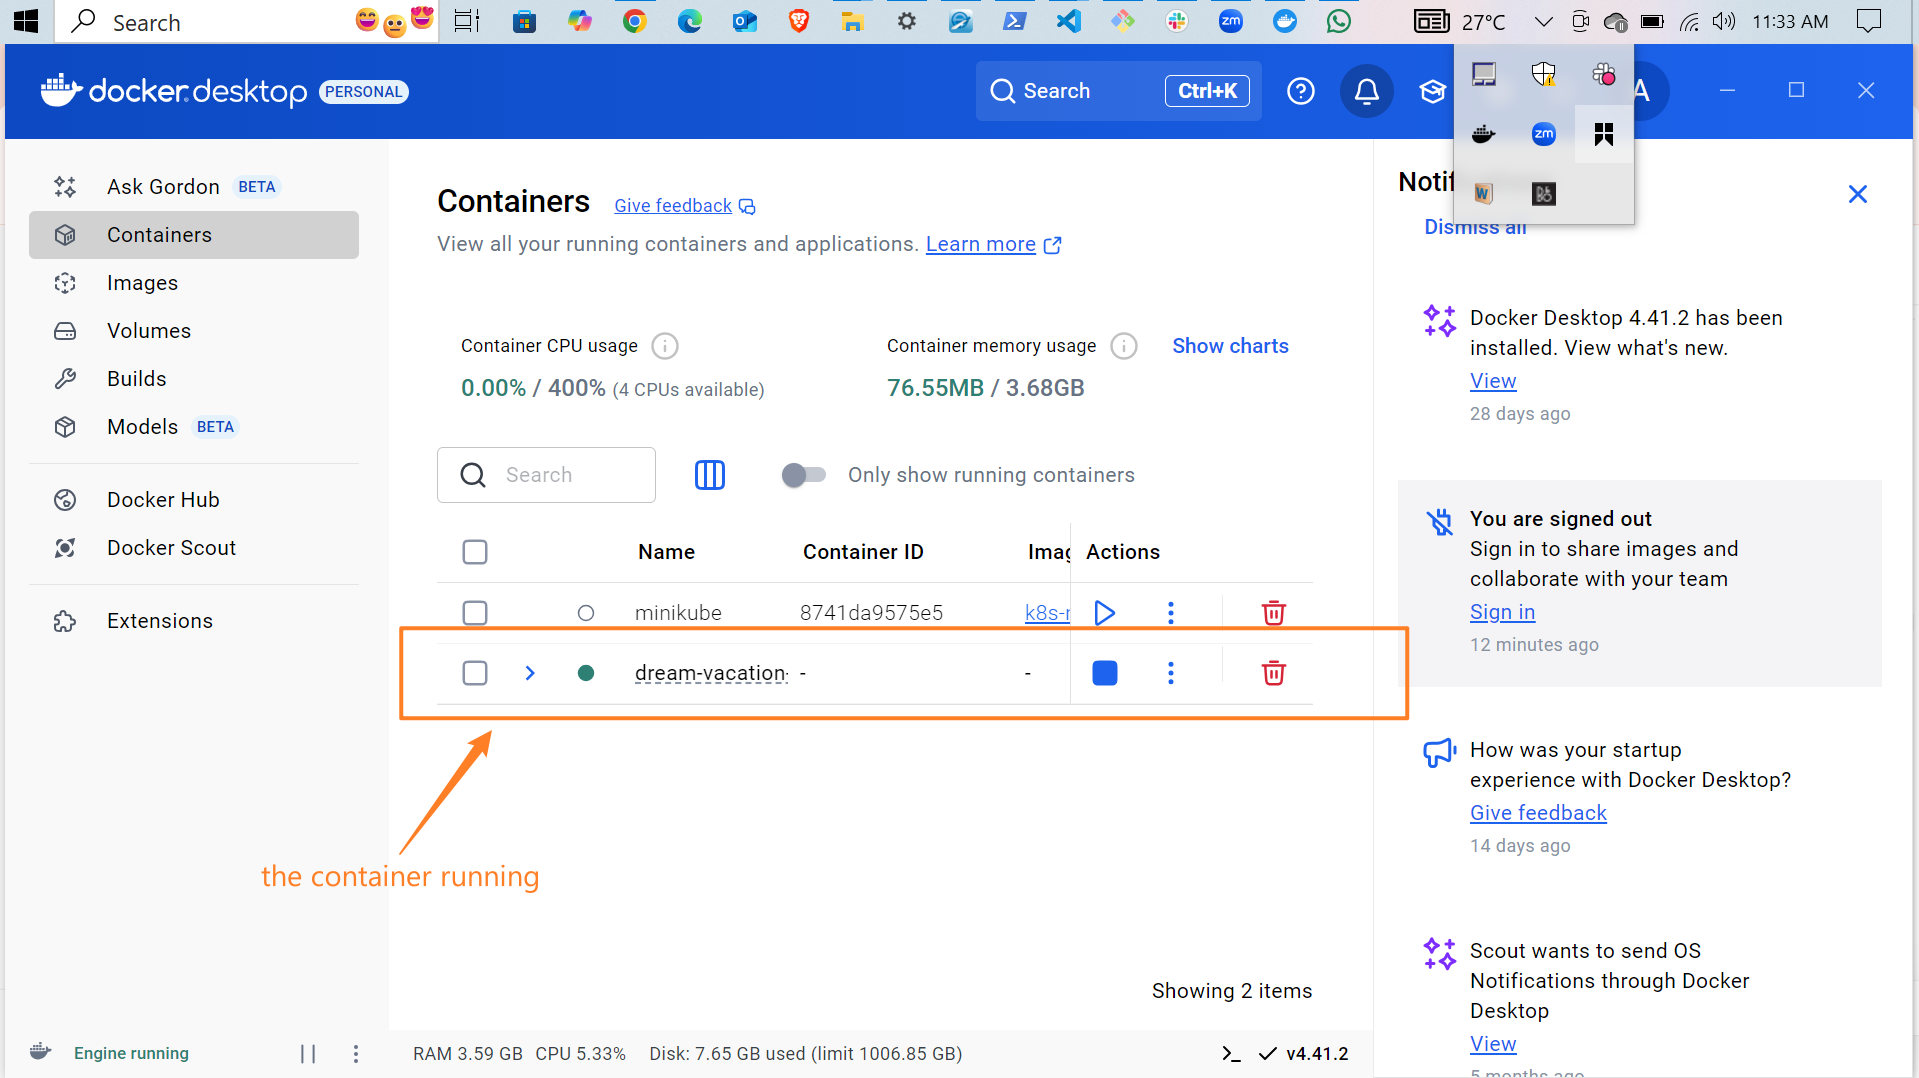 Search
27°C
11:33 AM
docker desktop PERSONAL
Search Ctrl+K
A
zm
zm
W
Ask Gordon BETA
Containers
Images
Volumes
Builds
Models BETA
Docker Hub
Docker Scout
Extensions
Containers Give feedback
View all your running containers and applications. Learn more
Container CPU usage
0.00% / 400% (4 CPUs available)
Container memory usage
76.55MB / 3.68GB
Show charts
Search
Only show running containers
Name Container ID Imag Actions
minikube 8741da9575e5 k8s-r
dream-vacation- - -
the container running
Showing 2 items
Notif
Dismiss all
Docker Desktop 4.41.2 has been
installed. View what's new.
View
28 days ago
You are signed out
Sign in to share images and
collaborate with your team
Sign in
12 minutes ago
How was your startup
experience with Docker Desktop?
Give feedback
14 days ago
Scout wants to send OS
Notifications through Docker
Desktop
View
5 months ago
Engine running
RAM 3.59 GB CPU 5.33% Disk: 7.65 GB used (limit 1006.85 GB)
v4.41.2